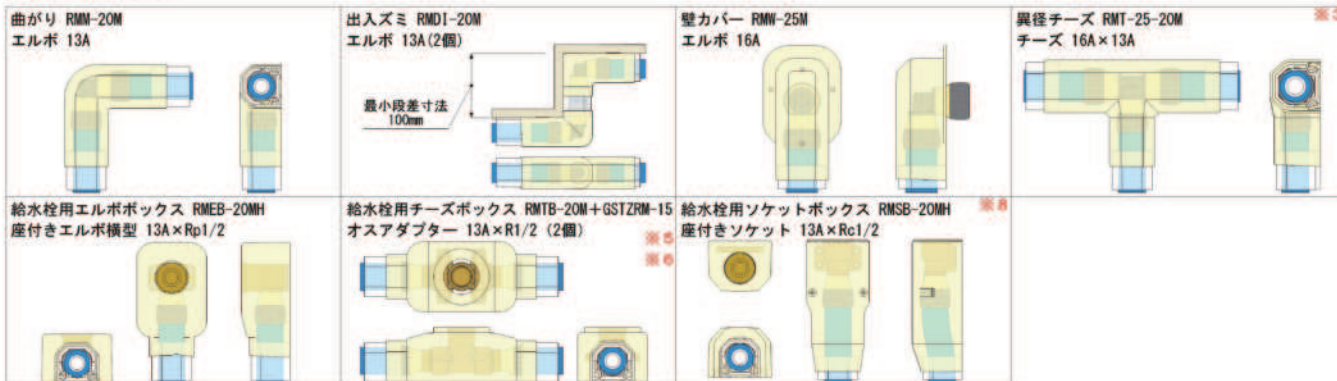 曲がり RMM-20M
エルボ 13A
出入ズミ RMDI-20M
エルボ 13A(2個)
最小段差寸法
100mm
壁カバー RMW-25M
エルボ 16A
異径チーズ RMT-25-20M
チーズ 16A×13A
給水栓用エルボボックス RMEB-20MH
座付きエルボ横型 13A×Rp1/2
給水栓用チーズボックス RMTB-20M+GSTZRM-15
オスアダプター 13A×R1/2 (2個)
※5
※6
給水栓用ソケットボックス RMSB-20MH
座付きソケット 13A×Rc1/2
※8